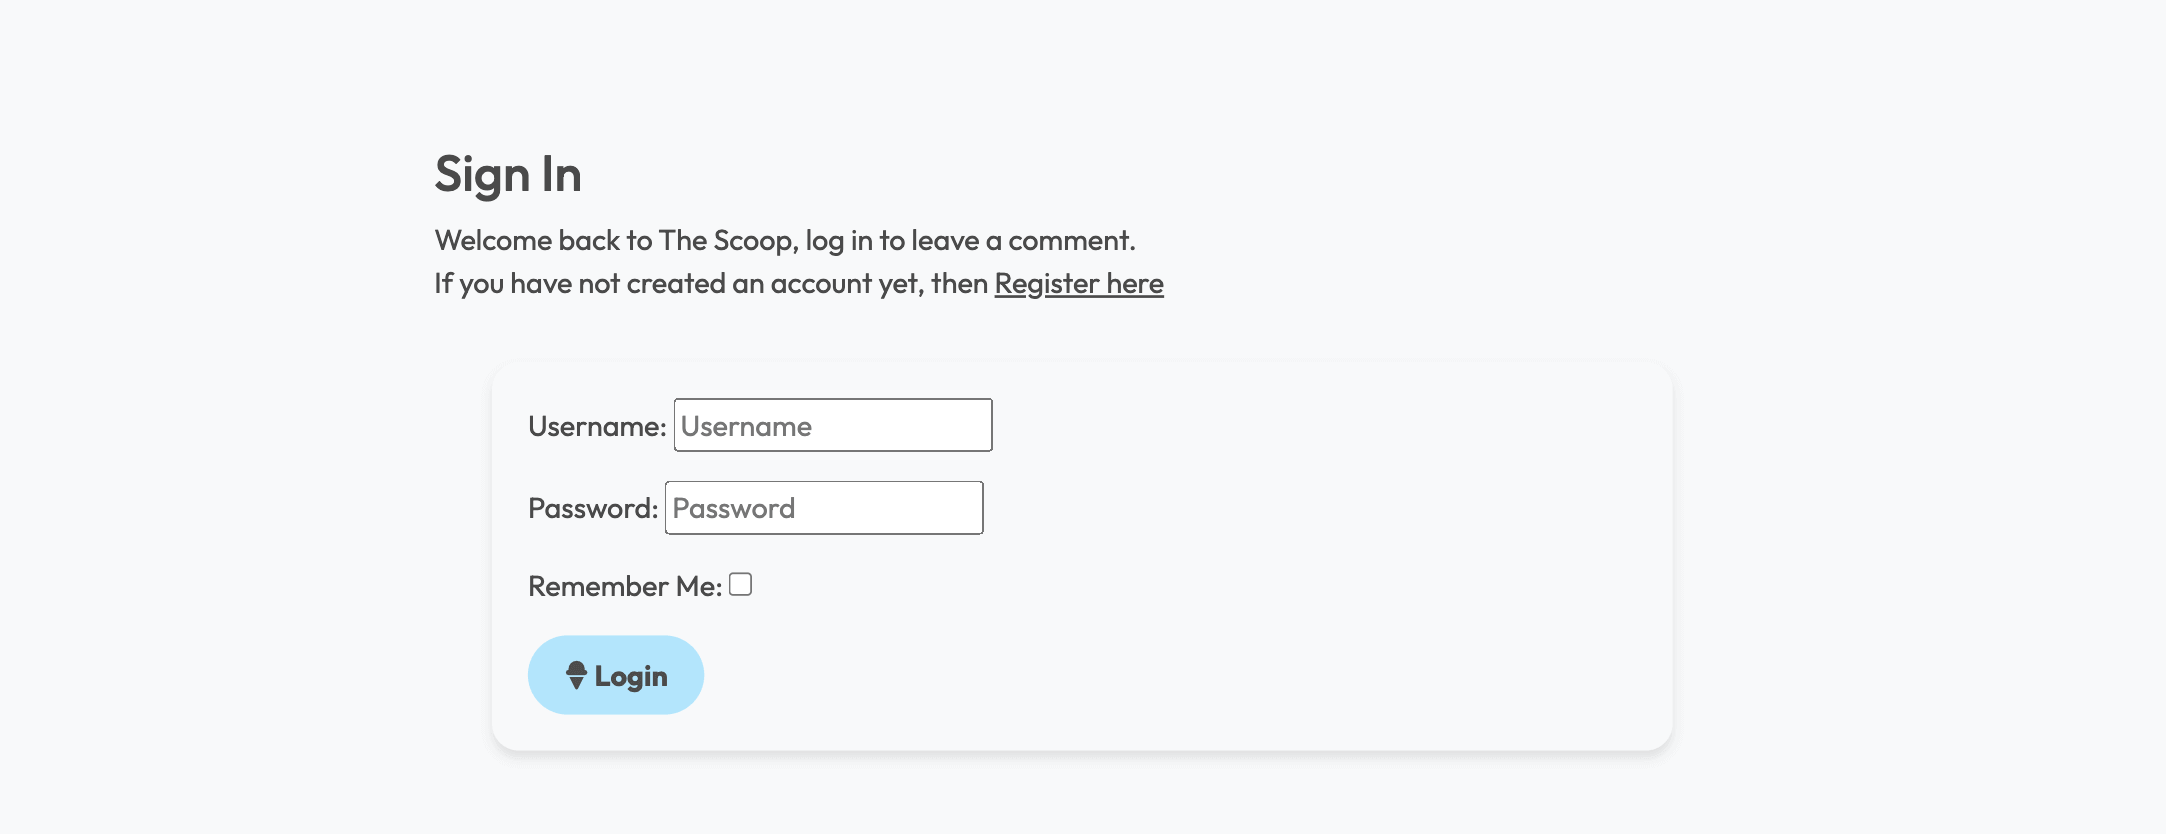 Sign In
Welcome back to The Scoop, log in to leave a comment.
If you have not created an account yet, then Register here
Username: Username
Password: Password
Remember Me:
Login